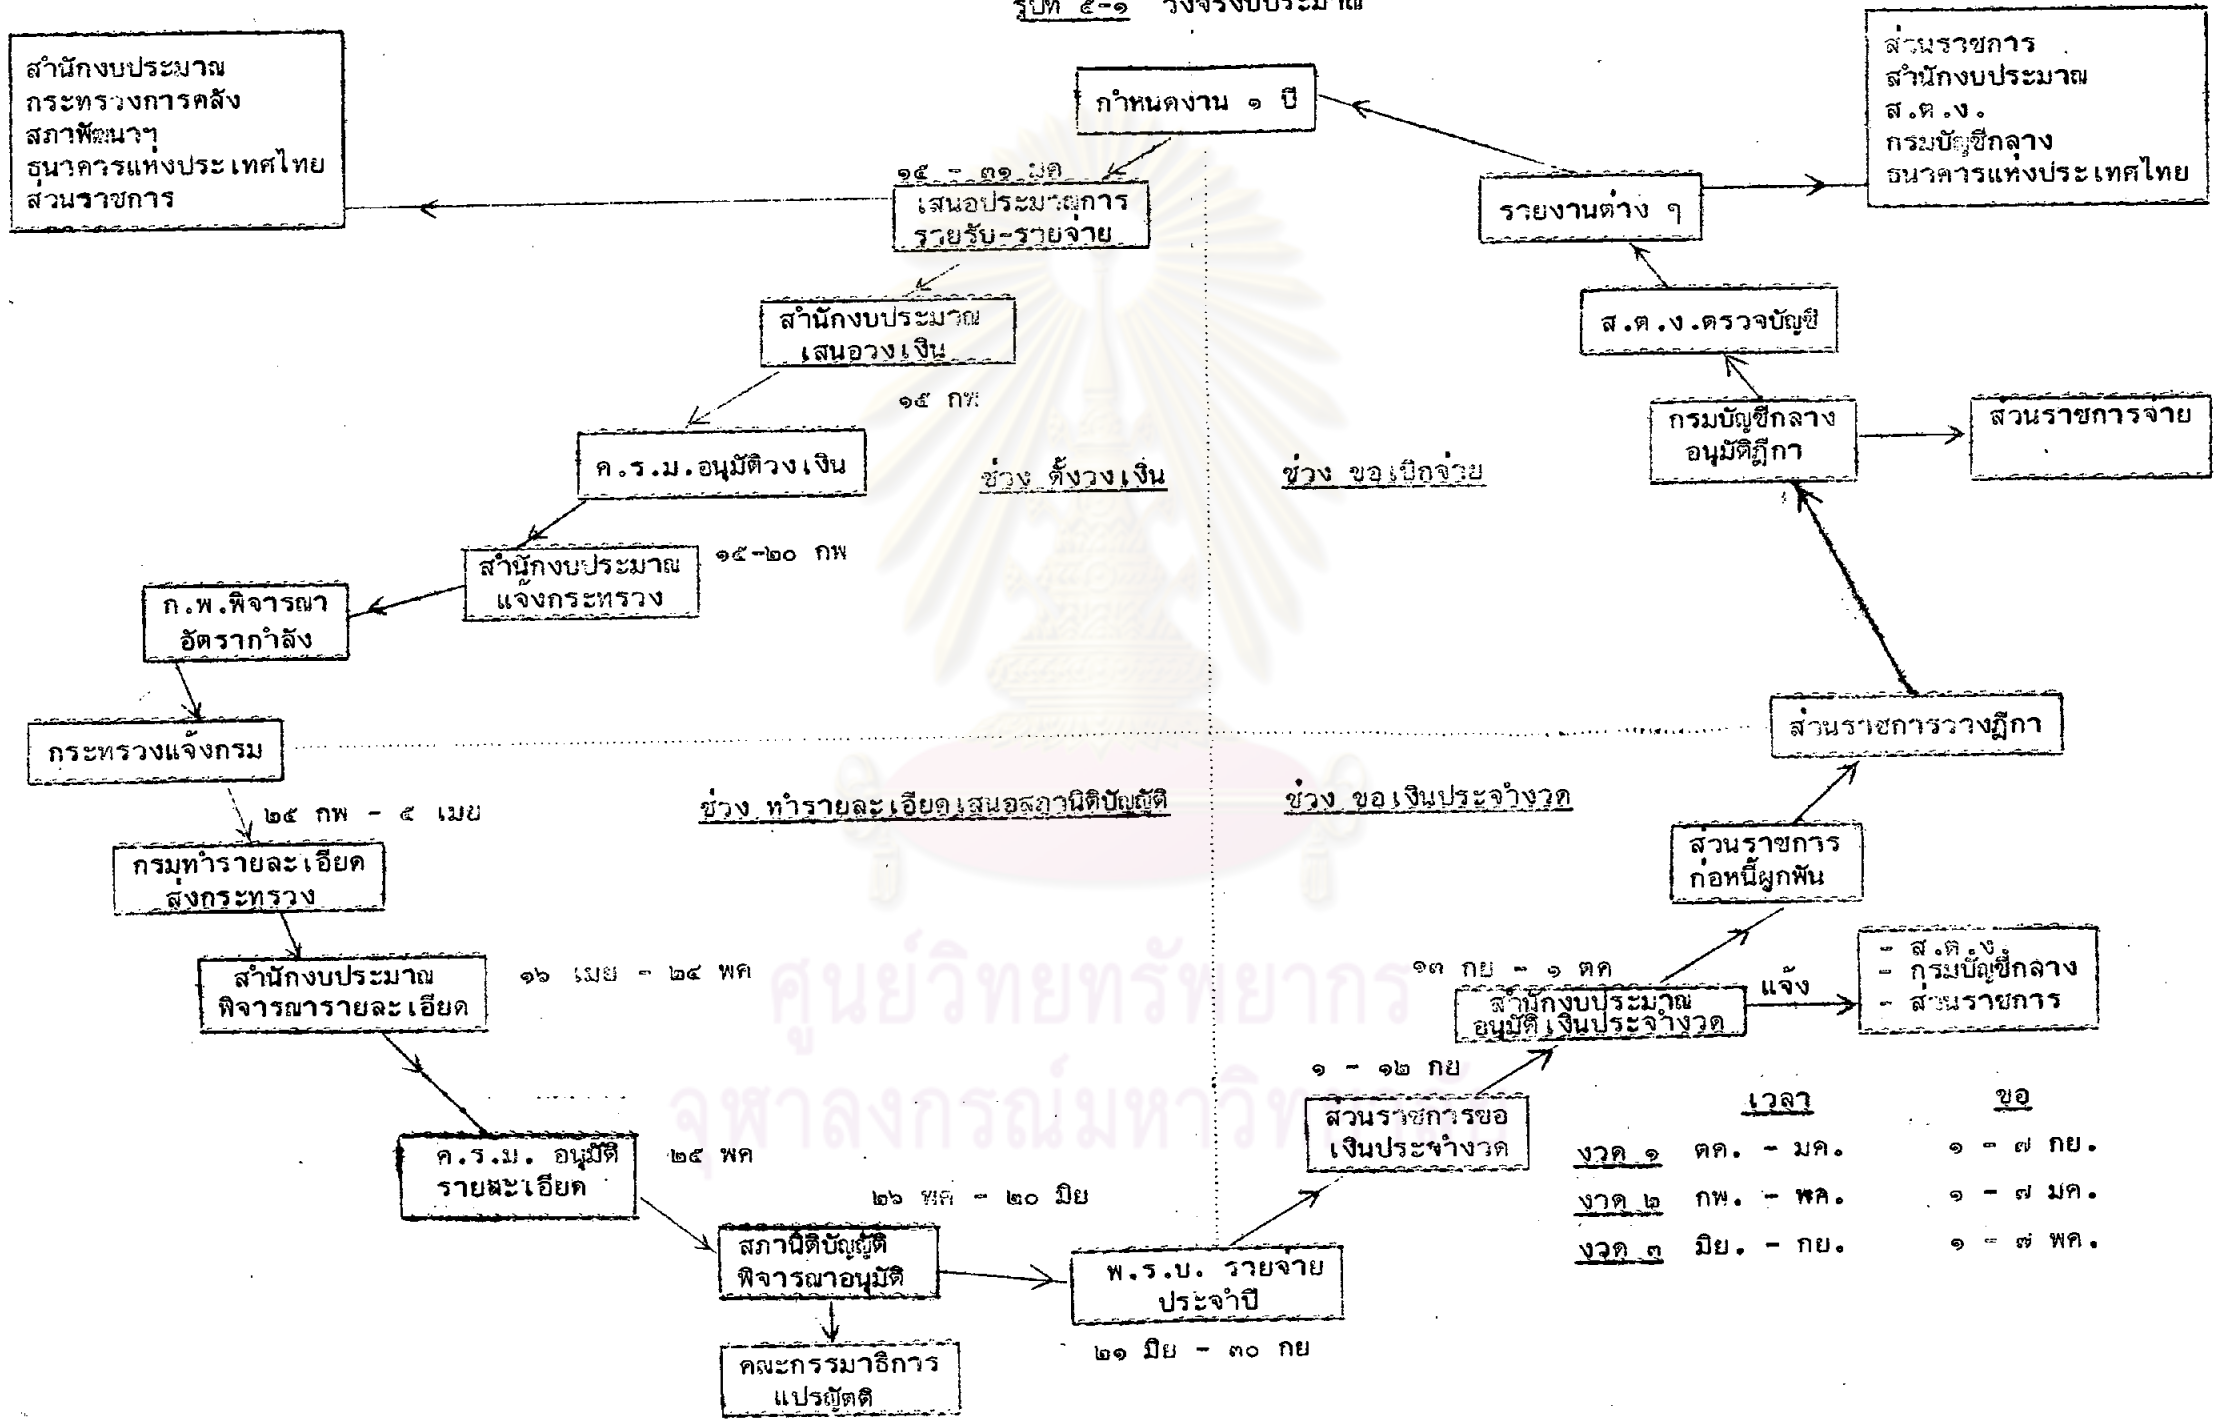 รูปที่ ๕-๑ วงจรงบประมาณ
สำนักงบประมาณ
กระทรวงการคลัง
สภาพัฒนาฯ
ธนาคารแห่งประเทศไทย
ส่วนราชการ
กำหนดงาน ๑ ปี
ส่วนราชการ
สำนักงบประมาณ
ส.ต.ง.
กรมบัญชีกลาง
ธนาคารแห่งประเทศไทย
๑๕ - ๓๑ มค
เสนอประมาณการ
รายรับ-รายจ่าย
รายงานต่าง ๆ
สำนักงบประมาณ
เสนอวงเงิน
ส.ต.ง.ตรวจบัญชี
๑๕ กพ
ค.ร.ม.อนุมัติวงเงิน
ช่วง ตั้งวงเงิน
ช่วง ขอเบิกจ่าย
กรมบัญชีกลาง
อนุมัติฎีกา
ส่วนราชการจ่าย
สำนักงบประมาณ
แจ้งกระทรวง
๑๕-๒๐ กพ
ก.พ.พิจารณา
อัตรากำลัง
กระทรวงแจ้งกรม
ส่วนราชการวางฎีกา
๒๕ กพ - ๕ เมย
ช่วง ทำรายละเอียดเสนอสภานิติบัญญัติ
ช่วง ขอเงินประจำงวด
กรมทำรายละเอียด
ส่งกระทรวง
ส่วนราชการ
ก่อหนี้ผูกพัน
สำนักงบประมาณ
พิจารณารายละเอียด
๑๖ เมย - ๒๔ พค
๑๓ กย - ๑ ตค
สำนักงบประมาณ
อนุมัติเงินประจำงวด
แจ้ง
- ส.ต.ง.
- กรมบัญชีกลาง
- ส่วนราชการ
ศูนย์วิทยทรัพยากร
จุฬาลงกรณ์มหาวิทยาลัย
๑ - ๑๒ กย
ส่วนราชการขอ
เงินประจำงวด
เวลา ขอ
งวด ๑ ตค. - มค. ๑ - ๗ กย.
งวด ๒ กพ. - พค. ๑ - ๗ มค.
งวด ๓ มิย. - กย. ๑ - ๗ พค.
ค.ร.ม. อนุมัติ
รายละเอียด
๒๕ พค
๒๖ พค - ๒๐ มิย
สภานิติบัญญัติ
พิจารณาอนุมัติ
พ.ร.บ. รายจ่าย
ประจำปี
๒๑ มิย - ๓๐ กย
คณะกรรมาธิการ
แปรญัตติ